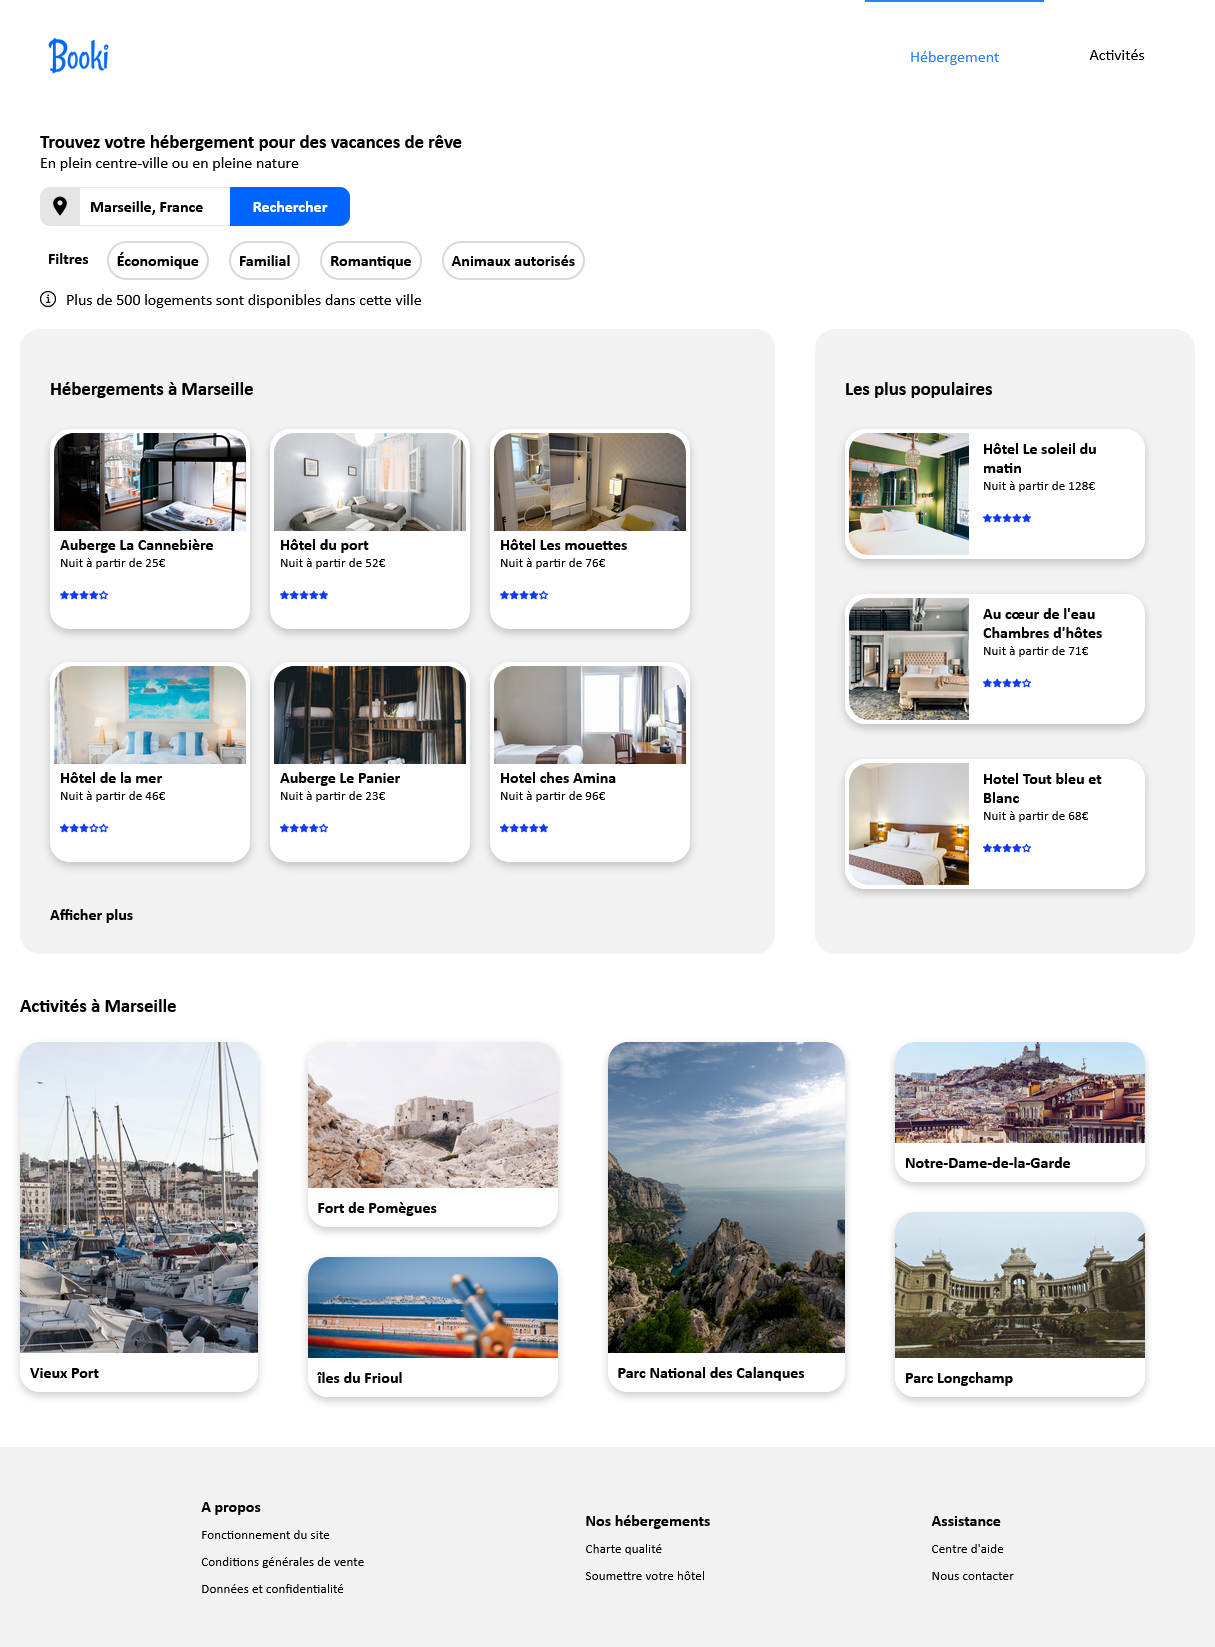 Booki
Hébergement
Activités
Trouvez votre hébergement pour des vacances de rêve
En plein centre-ville ou en pleine nature
Marseille, France
Rechercher
Filtres
Économique
Familial
Romantique
Animaux autorisés
Plus de 500 logements sont disponibles dans cette ville
Hébergements à Marseille
Auberge La Cannebière
Nuit à partir de 25€
Hôtel du port
Nuit à partir de 52€
Hôtel Les mouettes
Nuit à partir de 76€
Hôtel de la mer
Nuit à partir de 46€
Auberge Le Panier
Nuit à partir de 23€
Hotel ches Amina
Nuit à partir de 96€
Afficher plus
Les plus populaires
Hôtel Le soleil du
matin
Nuit à partir de 128€
Au cœur de l'eau
Chambres d'hôtes
Nuit à partir de 71€
Hotel Tout bleu et
Blanc
Nuit à partir de 68€
Activités à Marseille
Vieux Port
Fort de Pomègues
îles du Frioul
Parc National des Calanques
Notre-Dame-de-la-Garde
Parc Longchamp
A propos
Fonctionnement du site
Conditions générales de vente
Données et confidentialité
Nos hébergements
Charte qualité
Soumettre votre hôtel
Assistance
Centre d'aide
Nous contacter